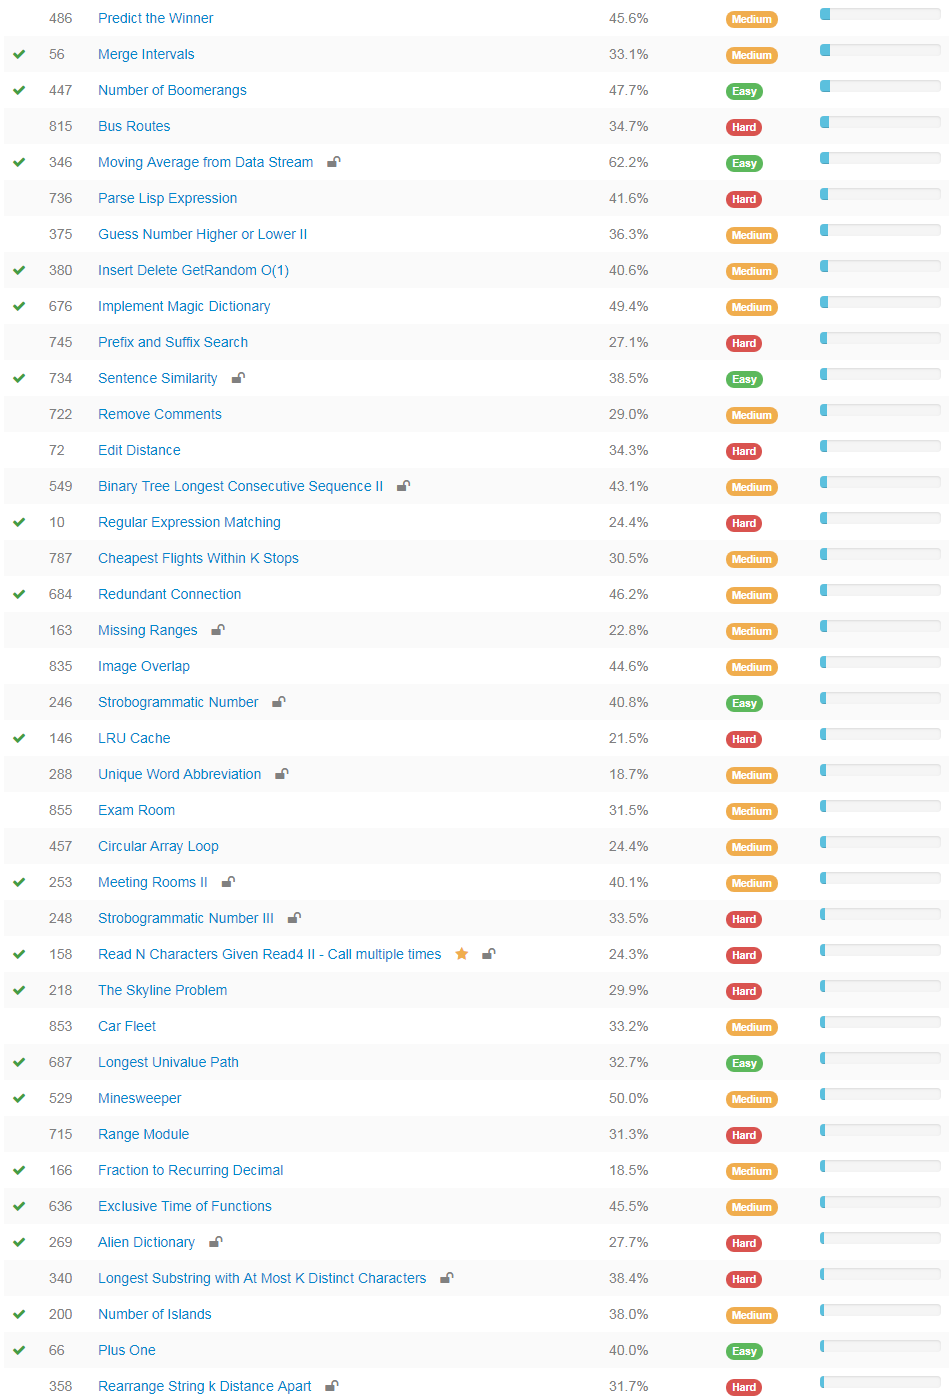 486 Predict the Winner 45.6% Medium
56 Merge Intervals 33.1% Medium
447 Number of Boomerangs 47.7% Easy
815 Bus Routes 34.7% Hard
346 Moving Average from Data Stream 62.2% Easy
736 Parse Lisp Expression 41.6% Hard
375 Guess Number Higher or Lower II 36.3% Medium
380 Insert Delete GetRandom O(1) 40.6% Medium
676 Implement Magic Dictionary 49.4% Medium
745 Prefix and Suffix Search 27.1% Hard
734 Sentence Similarity 38.5% Easy
722 Remove Comments 29.0% Medium
72 Edit Distance 34.3% Hard
549 Binary Tree Longest Consecutive Sequence II 43.1% Medium
10 Regular Expression Matching 24.4% Hard
787 Cheapest Flights Within K Stops 30.5% Medium
684 Redundant Connection 46.2% Medium
163 Missing Ranges 22.8% Medium
835 Image Overlap 44.6% Medium
246 Strobogrammatic Number 40.8% Easy
146 LRU Cache 21.5% Hard
288 Unique Word Abbreviation 18.7% Medium
855 Exam Room 31.5% Medium
457 Circular Array Loop 24.4% Medium
253 Meeting Rooms II 40.1% Medium
248 Strobogrammatic Number III 33.5% Hard
158 Read N Characters Given Read4 II - Call multiple times 24.3% Hard
218 The Skyline Problem 29.9% Hard
853 Car Fleet 33.2% Medium
687 Longest Univalue Path 32.7% Easy
529 Minesweeper 50.0% Medium
715 Range Module 31.3% Hard
166 Fraction to Recurring Decimal 18.5% Medium
636 Exclusive Time of Functions 45.5% Medium
269 Alien Dictionary 27.7% Hard
340 Longest Substring with At Most K Distinct Characters 38.4% Hard
200 Number of Islands 38.0% Medium
66 Plus One 40.0% Easy
358 Rearrange String k Distance Apart 31.7% Hard